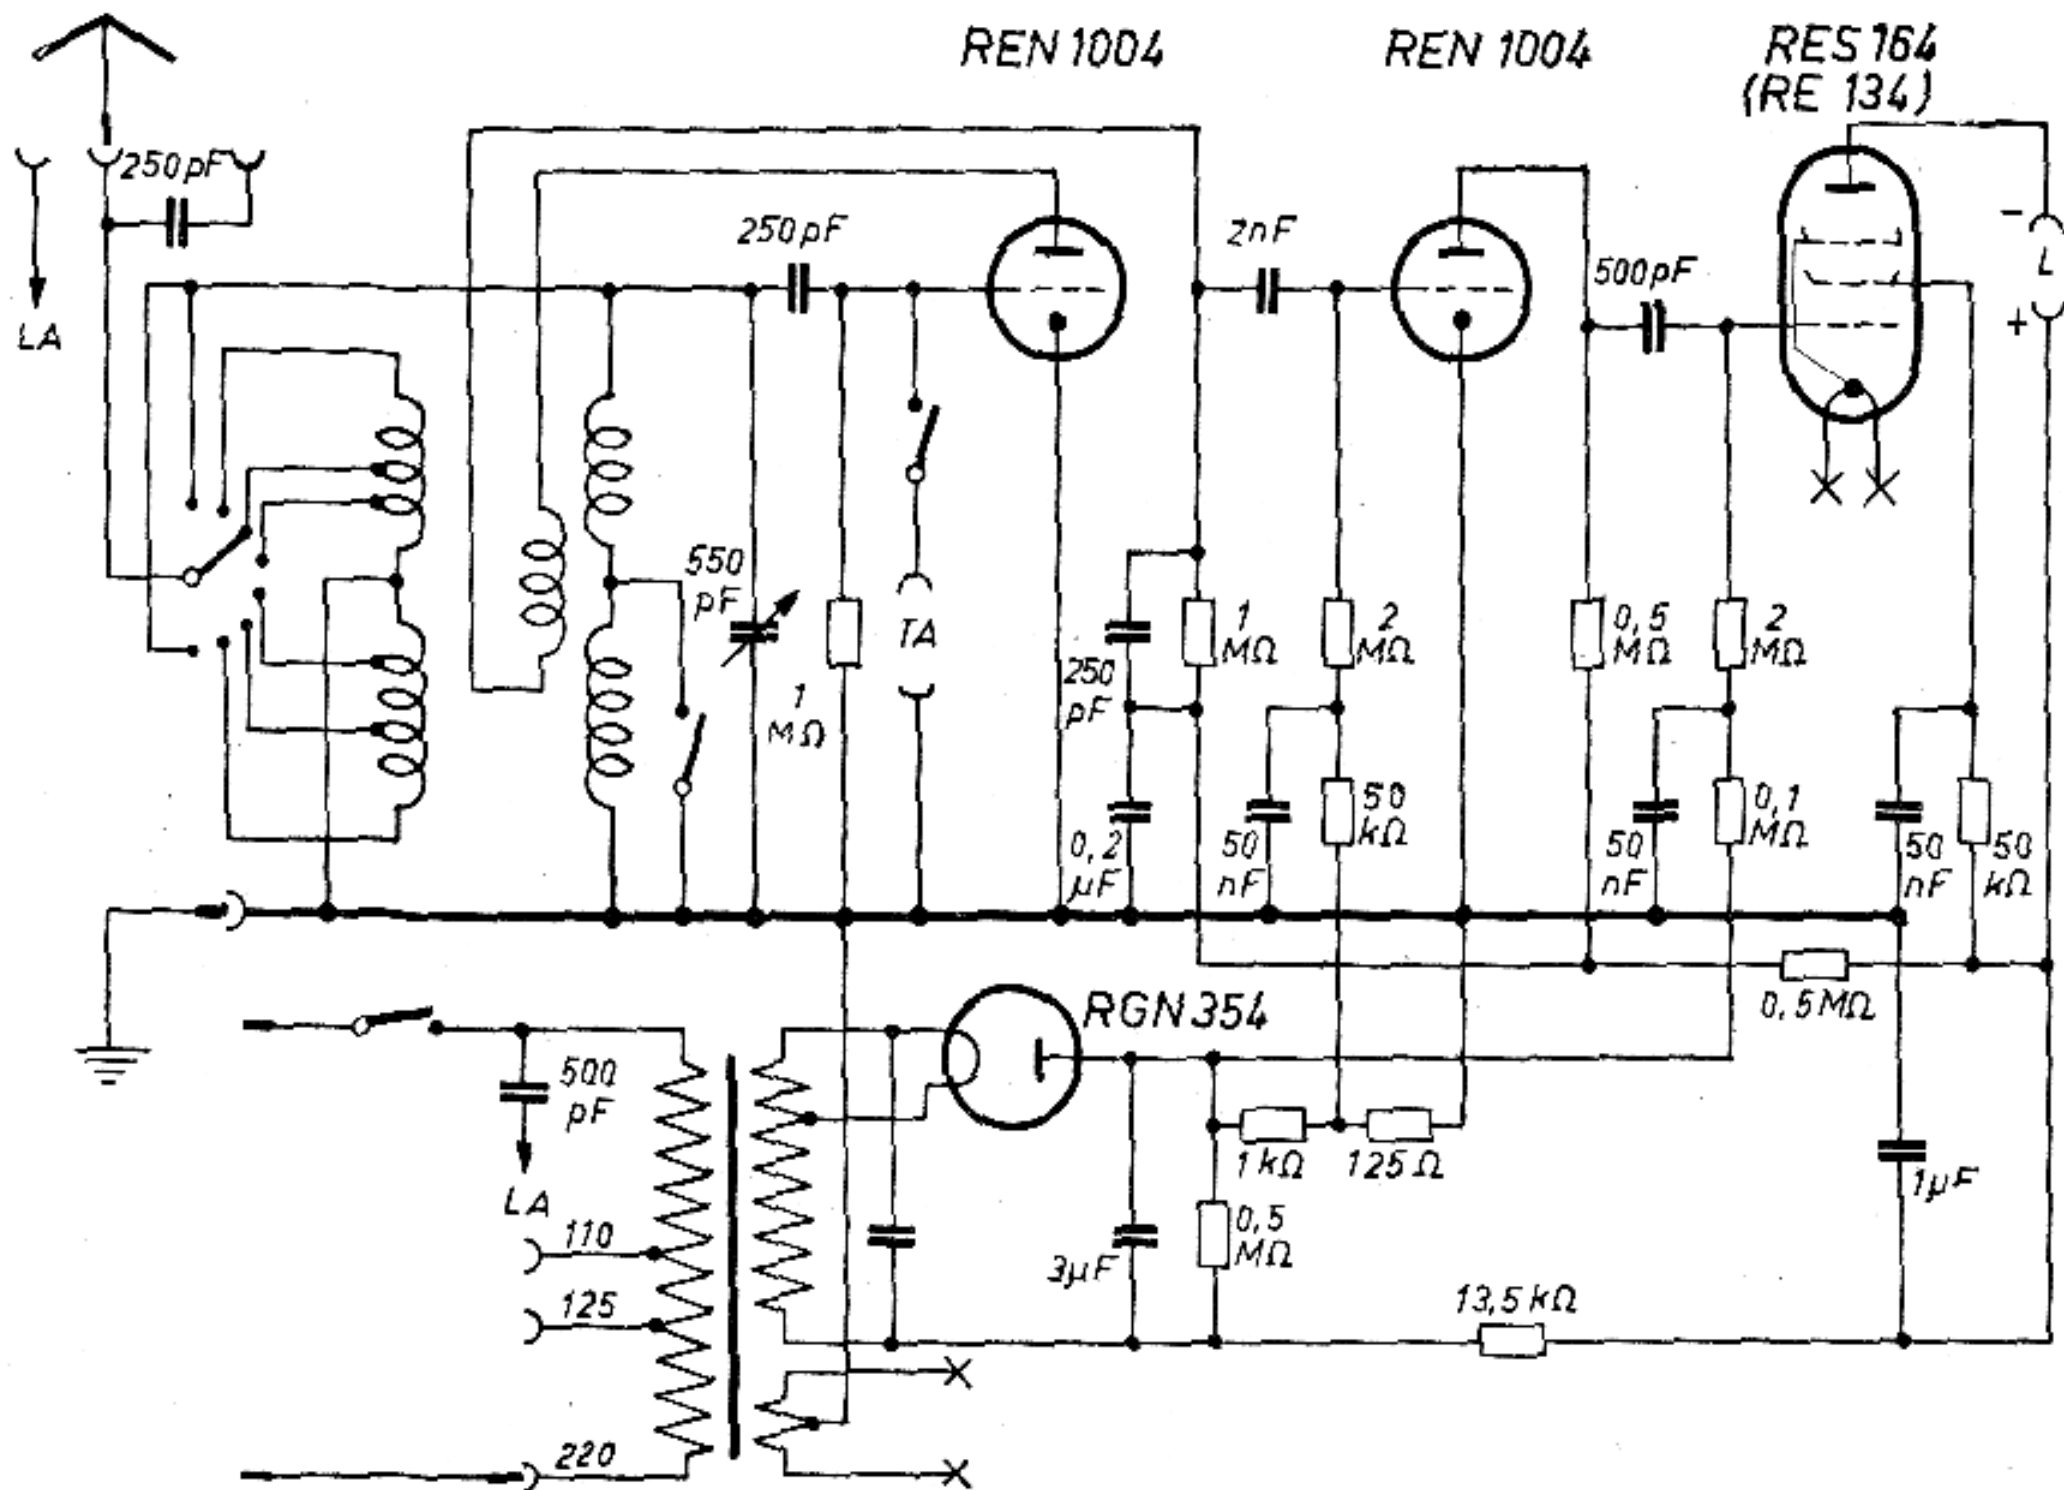 REN 1004
REN 1004
RES 164
(RE 134)
250 pF
LA
250 pF
2nF
500 pF
-
L
+
550
pF
TA
1
MΩ
250
pF
1
MΩ
2
MΩ
0,5
MΩ
2
MΩ
0,2
µF
50
nF
50
kΩ
50
nF
0,1
MΩ
50
nF
50
kΩ
0,5 MΩ
RGN 354
500
pF
LA
110
125
220
1 kΩ
125 Ω
0,5
MΩ
3µF
13,5 kΩ
1µF